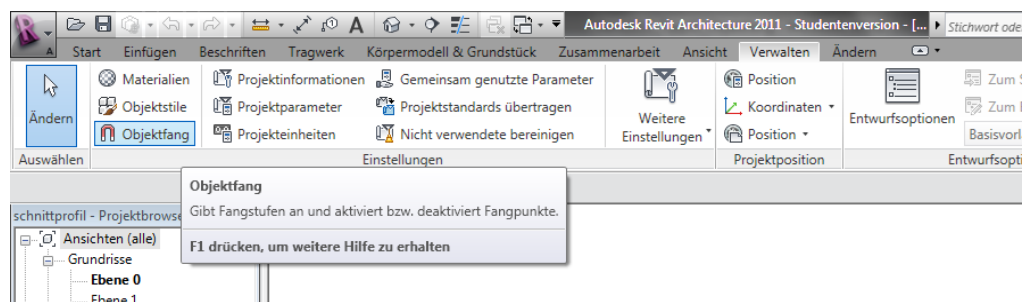 Autodesk Revit Architecture 2011 - Studentenversion - [... Stichwort ode
A Start Einfügen Beschriften Tragwerk Körpermodell & Grundstück Zusammenarbeit Ansicht Verwalten Ändern
Materialien Projektinformationen Gemeinsam genutzte Parameter Position Zum
Objektstile Projektparameter Projektstandards übertragen Koordinaten Zum
Ändern Weitere Entwurfsoptionen
Objektfang Projekteinheiten Nicht verwendete bereinigen Einstellungen Position Basisvorl
Auswählen Einstellungen Projektposition Entwurfsopti
Objektfang
schnittprofil - Projektbrowse Gibt Fangstufen an und aktiviert bzw. deaktiviert Fangpunkte.
Ansichten (alle)
F1 drücken, um weitere Hilfe zu erhalten
Grundrisse
Ebene 0
Ebene 1